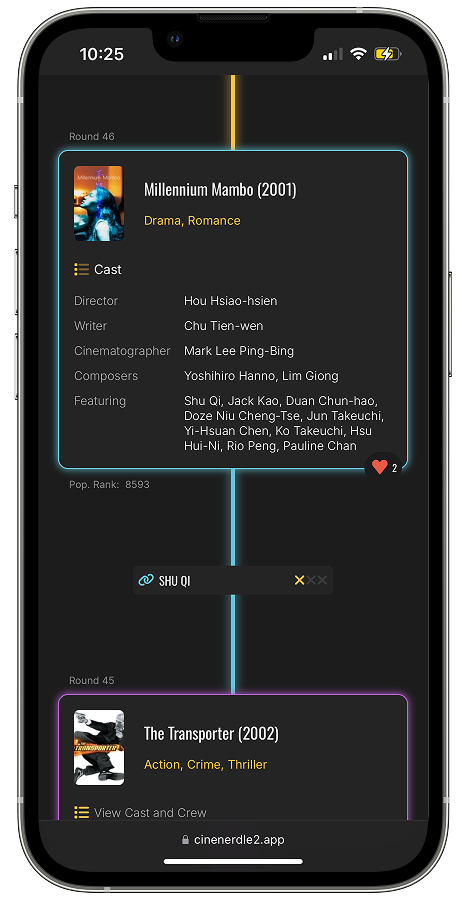 10:25
Round 46
Millennium Mambo
Millennium Mambo (2001)
Drama, Romance
Cast
Director Hou Hsiao-hsien
Writer Chu Tien-wen
Cinematographer Mark Lee Ping-Bing
Composers Yoshihiro Hanno, Lim Giong
Featuring Shu Qi, Jack Kao, Duan Chun-hao,
Doze Niu Cheng-Tse, Jun Takeuchi,
Yi-Hsuan Chen, Ko Takeuchi, Hsu
Hui-Ni, Rio Peng, Pauline Chan
2
Pop. Rank: 8593
SHU QI
Round 45
TRANSPORTER
The Transporter (2002)
Action, Crime, Thriller
View Cast and Crew
cinenerdle2.app